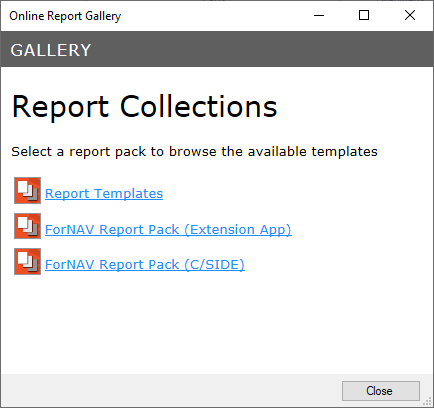 Online Report Gallery
GALLERY
Report Collections
Select a report pack to browse the available templates
Report Templates
ForNAV Report Pack (Extension App)
ForNAV Report Pack (C/SIDE)
Close